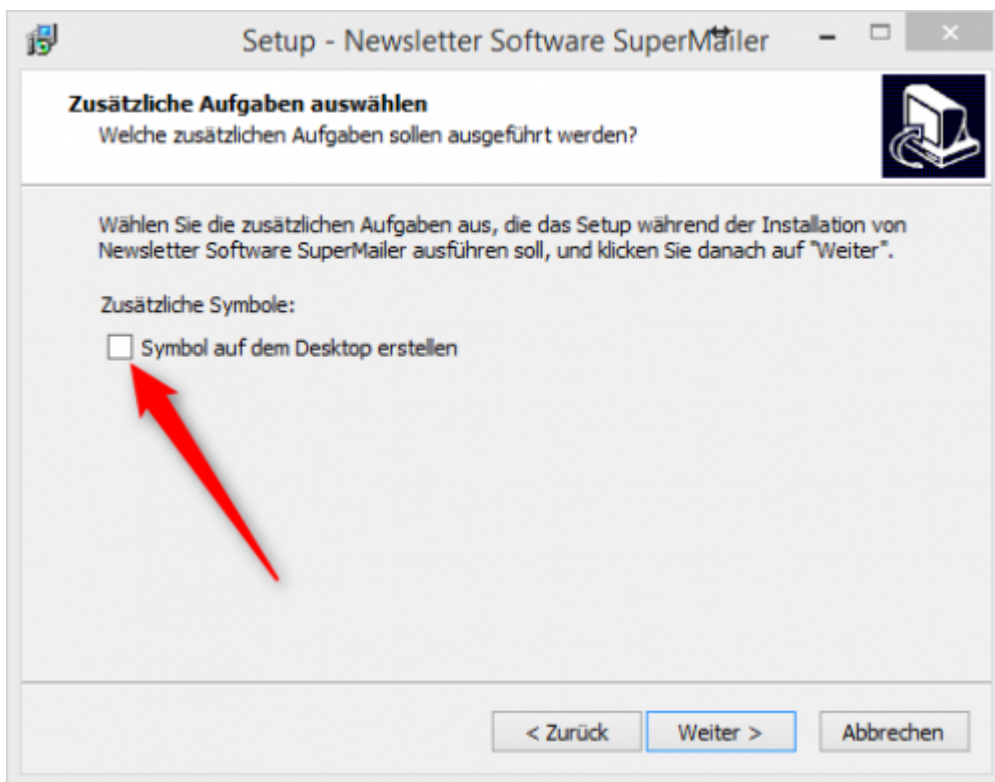 Setup - Newsletter Software SuperMailer
Zusätzliche Aufgaben auswählen
Welche zusätzlichen Aufgaben sollen ausgeführt werden?
Wählen Sie die zusätzlichen Aufgaben aus, die das Setup während der Installation von
Newsletter Software SuperMailer ausführen soll, und klicken Sie danach auf "Weiter".
Zusätzliche Symbole:
Symbol auf dem Desktop erstellen
< Zurück
Weiter >
Abbrechen